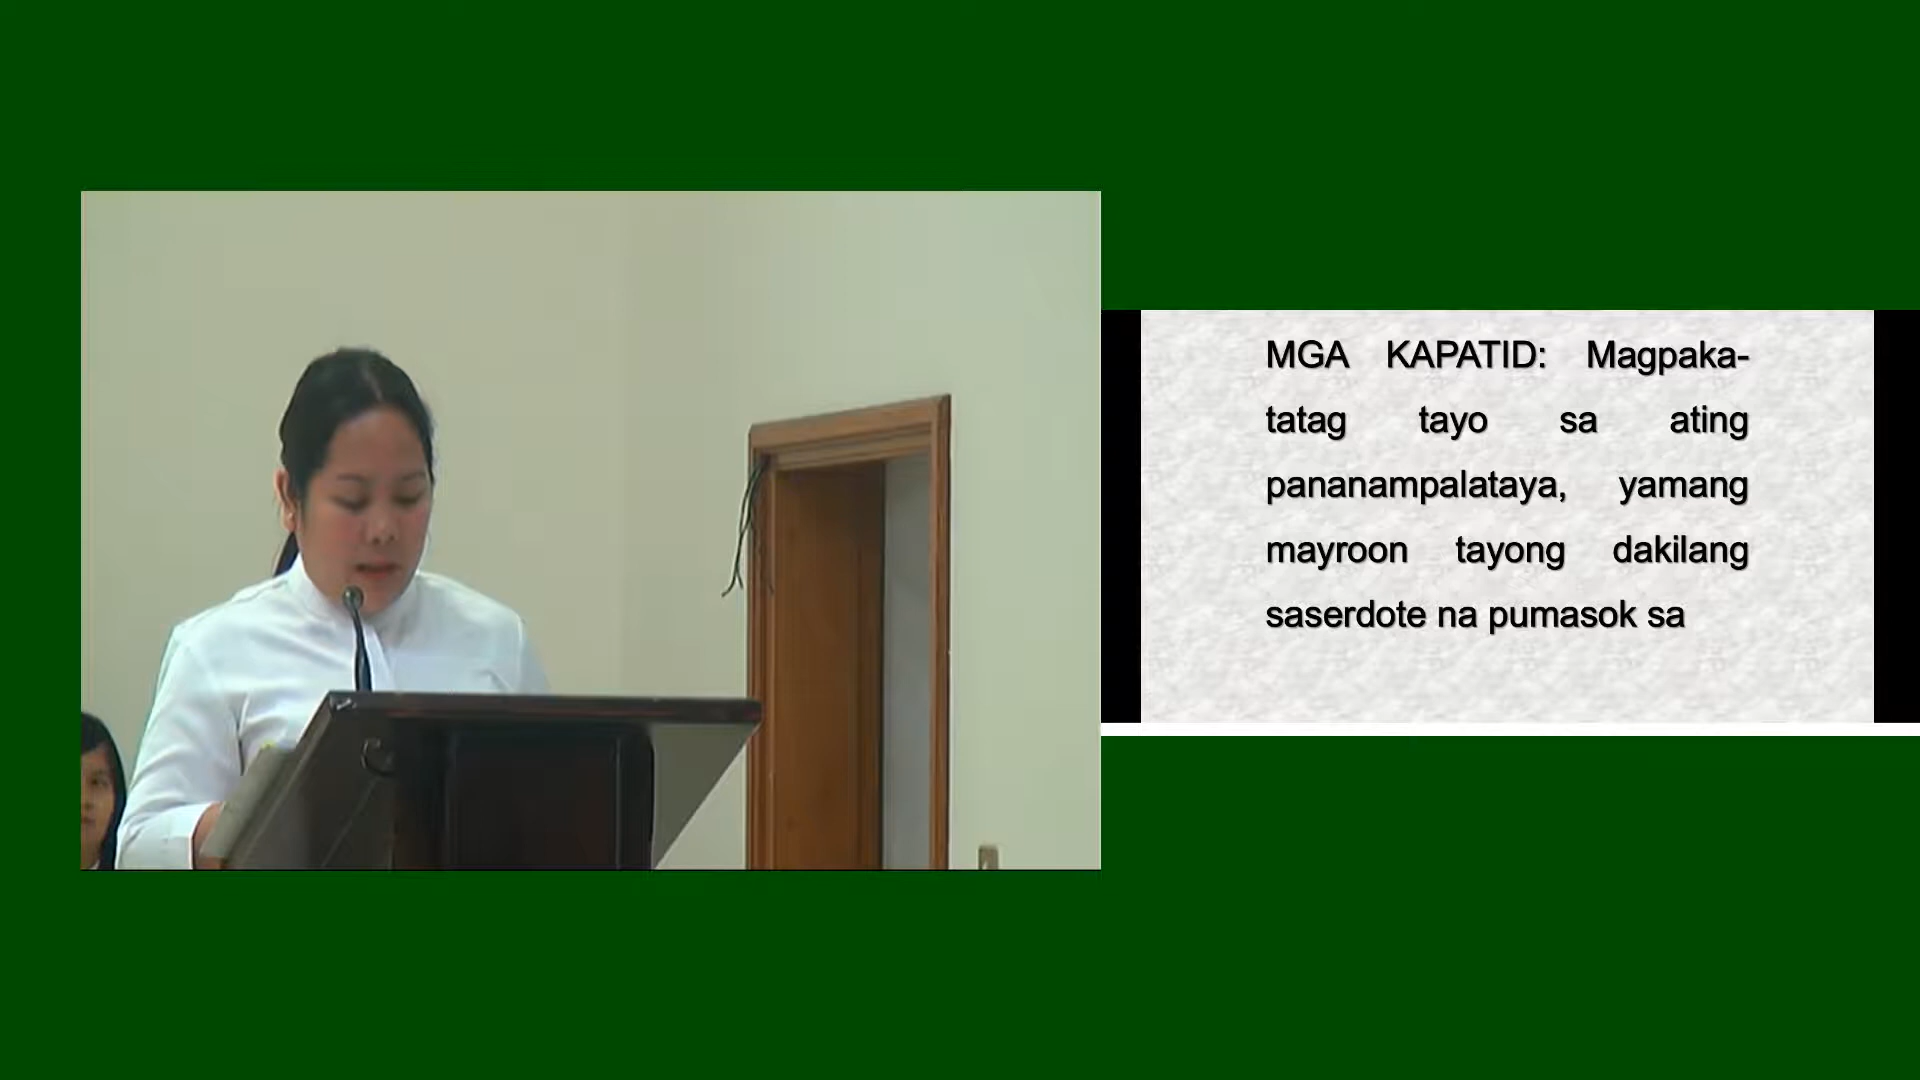 MGA KAPATID: Magpaka-
tatag tayo sa ating
pananampalataya, yamang
mayroon tayong dakilang
saserdote na pumasok sa